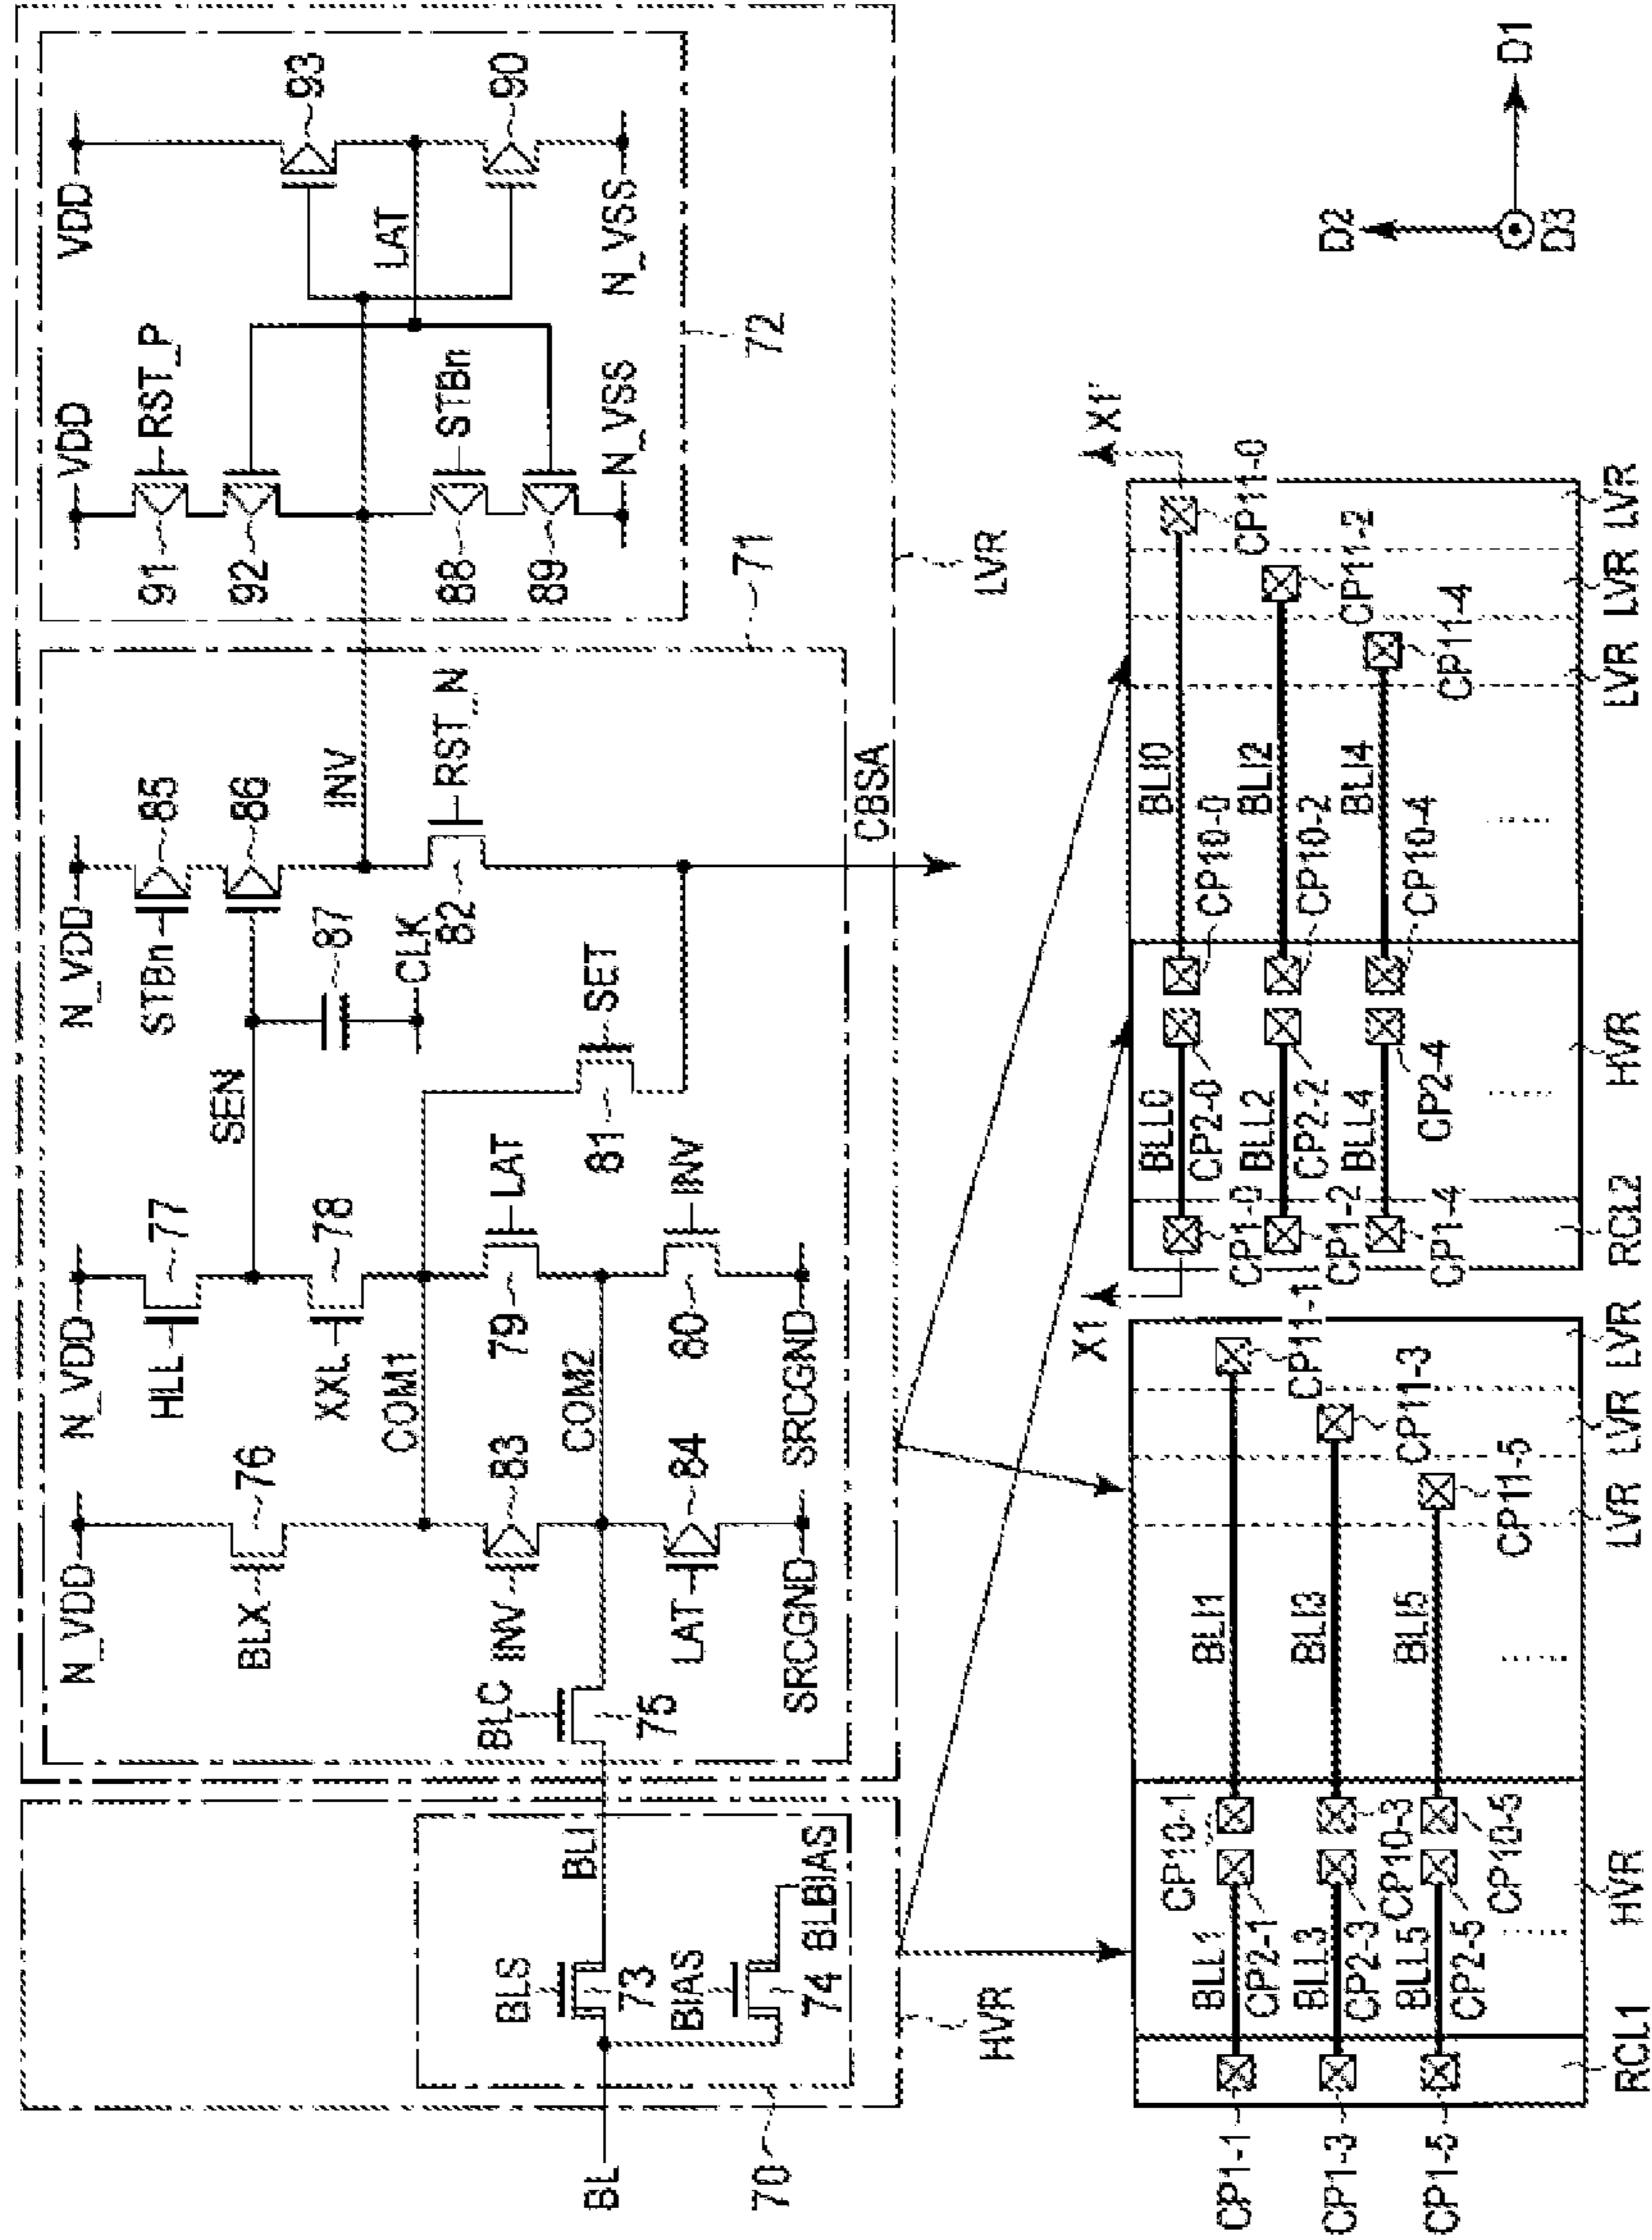 VDD
VDD
93
RST_P
91
92
LAT
88
STBn
89
90
N_VSS
N_VSS
72
71
LVR
N_VDD
STBn
85
86
INV
87
CLK
82
RST_N
CBSA
SEN
N_VDD
HLL
77
XXL
78
COM1
81
SET
79
LAT
COM2
80
INV
N_VDD
BLX
76
INV
83
LAT
84
SRCGND
SRCGND
BLC
75
BLI
BLS
73
BIAS
74
BLBIAS
BL
70
HVR
D2
D1
D3
X1
X1'
BLL0
BLI0
CP1-0
CP2-0
CP10-0
CP11-0
BLL2
BLI2
CP1-2
CP2-2
CP10-2
CP11-2
BLL4
BLI4
CP1-4
CP2-4
CP10-4
CP11-4
RCL2
HVR
LVR
LVR
LVR
CP1-1
BLL1
CP2-1
CP10-1
BLI1
CP11-1
CP1-3
BLL3
CP2-3
CP10-3
BLI3
CP11-3
CP1-5
BLL5
CP2-5
CP10-5
BLI5
CP11-5
RCL1
HVR
LVR
LVR
LVR